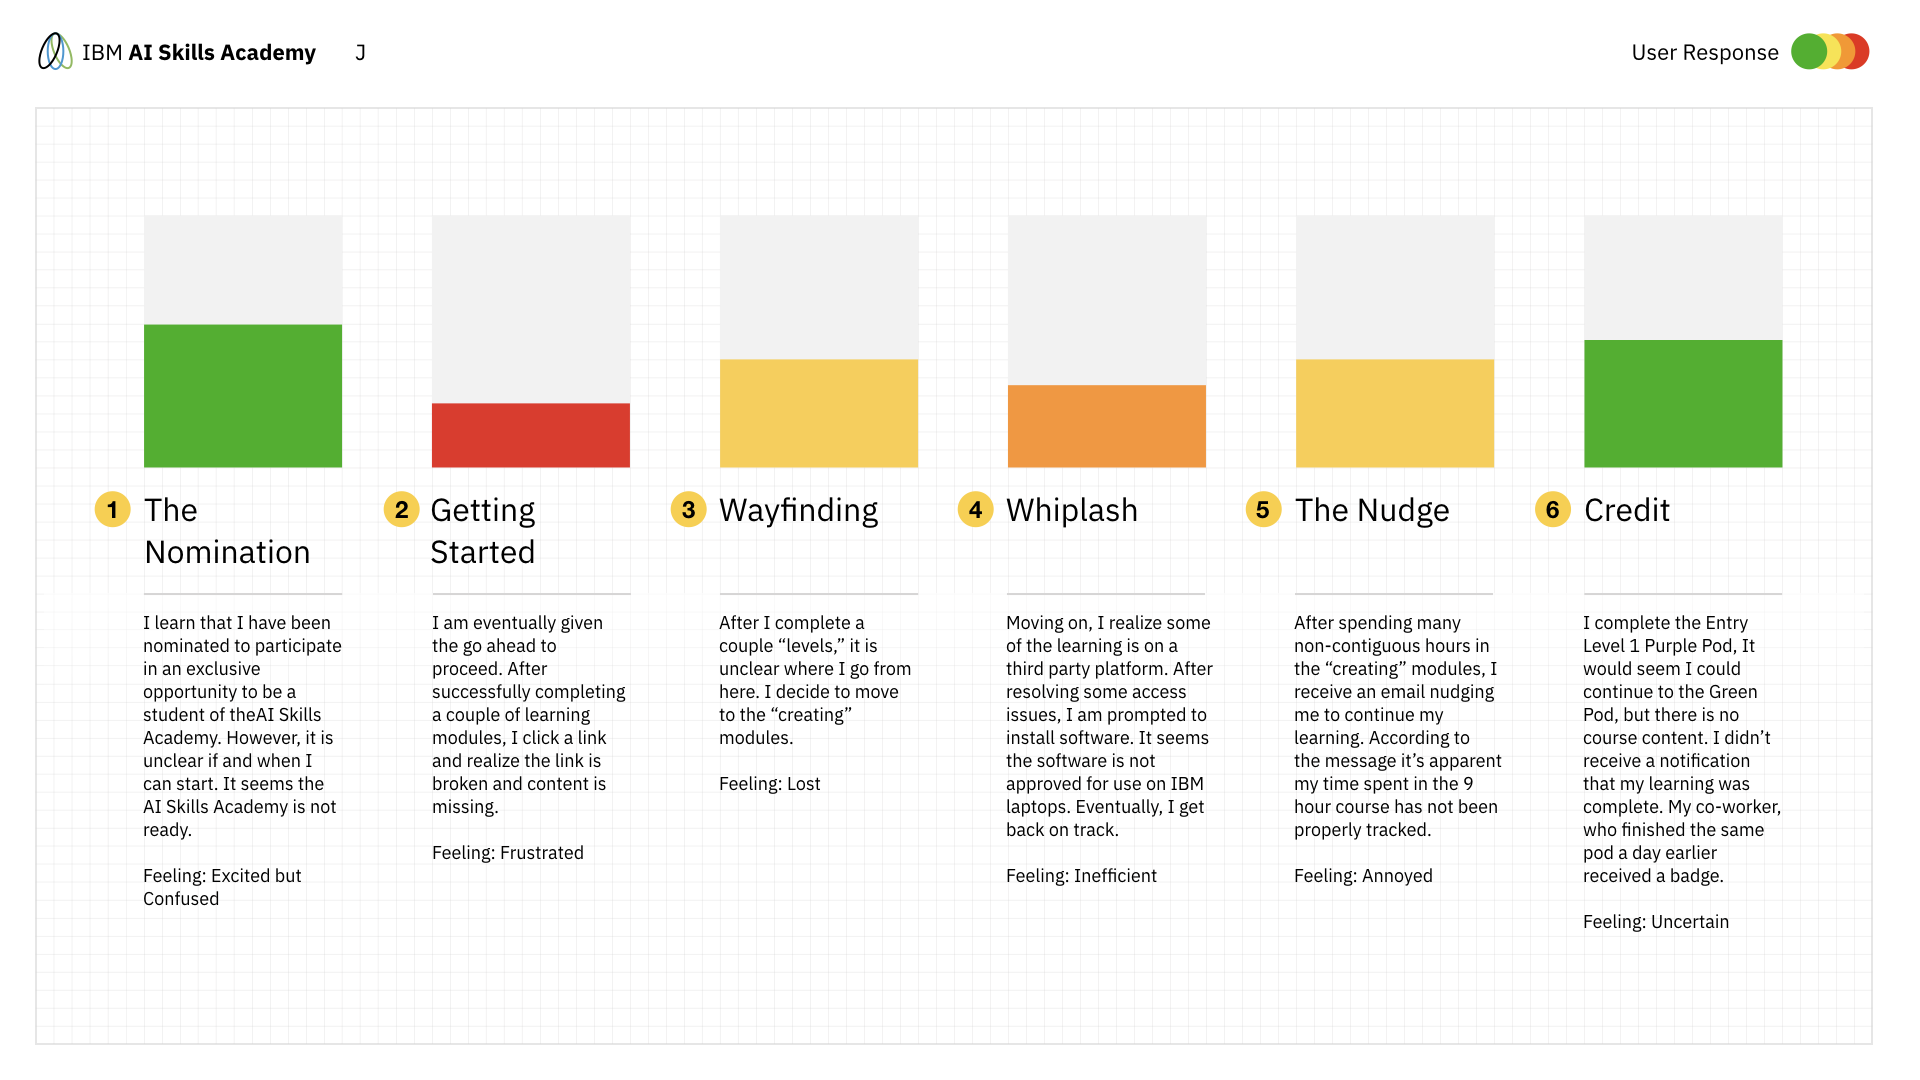 IBM AI Skills Academy
J
User Response
1
The
Nomination
I learn that I have been
nominated to participate
in an exclusive
opportunity to be a
student of theAI Skills
Academy. However, it is
unclear if and when I
can start. It seems the
AI Skills Academy is not
ready.
Feeling: Excited but
Confused
2
Getting
Started
I am eventually given
the go ahead to
proceed. After
successfully completing
a couple of learning
modules, I click a link
and realize the link is
broken and content is
missing.
Feeling: Frustrated
3
Wayfinding
After I complete a
couple “levels,” it is
unclear where I go from
here. I decide to move
to the “creating”
modules.
Feeling: Lost
4
Whiplash
Moving on, I realize some
of the learning is on a
third party platform. After
resolving some access
issues, I am prompted to
install software. It seems
the software is not
approved for use on IBM
laptops. Eventually, I get
back on track.
Feeling: Inefficient
5
The Nudge
After spending many
non-contiguous hours in
the “creating” modules, I
receive an email nudging
me to continue my
learning. According to
the message it’s apparent
my time spent in the 9
hour course has not been
properly tracked.
Feeling: Annoyed
6
Credit
I complete the Entry
Level 1 Purple Pod, It
would seem I could
continue to the Green
Pod, but there is no
course content. I didn’t
receive a notification
that my learning was
complete. My co-worker,
who finished the same
pod a day earlier
received a badge.
Feeling: Uncertain